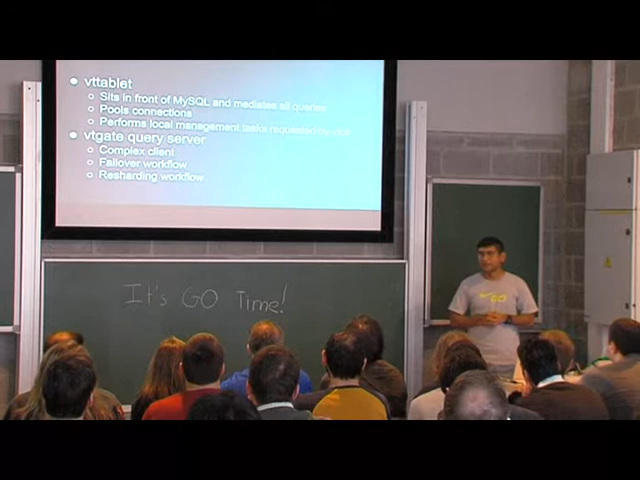 vttablet
Sits in front of MySQL and mediates all queries
Pools connections
Performs local management tasks requested by
vtgate query server
Complex client
Failover workflow
Resharding workflow
It's GO Time!
GO